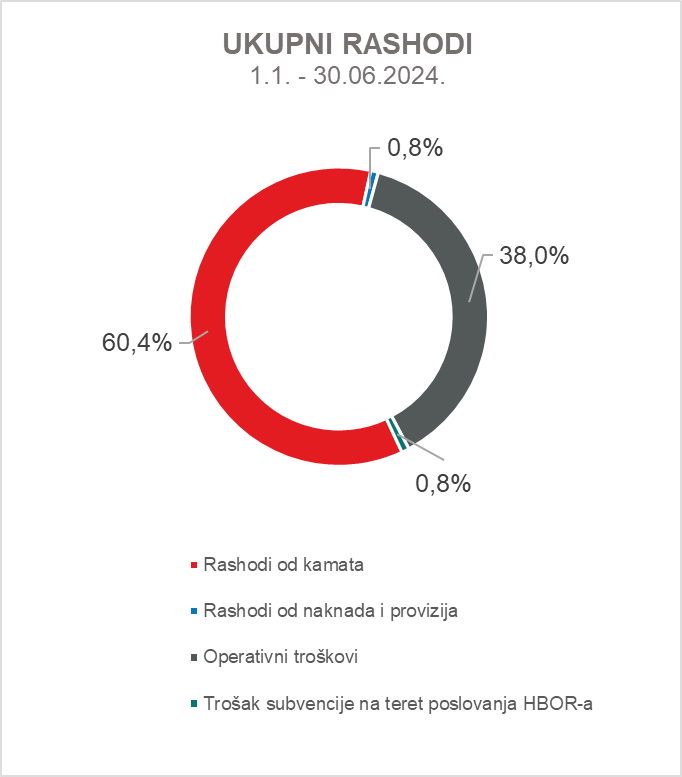 UKUPNI RASHODI
1.1. - 30.06.2024.
0,8%
38,0%
60,4%
0,8%
Rashodi od kamata
Rashodi od naknada i provizija
Operativni troškovi
Trošak subvencije na teret poslovanja HBOR-a